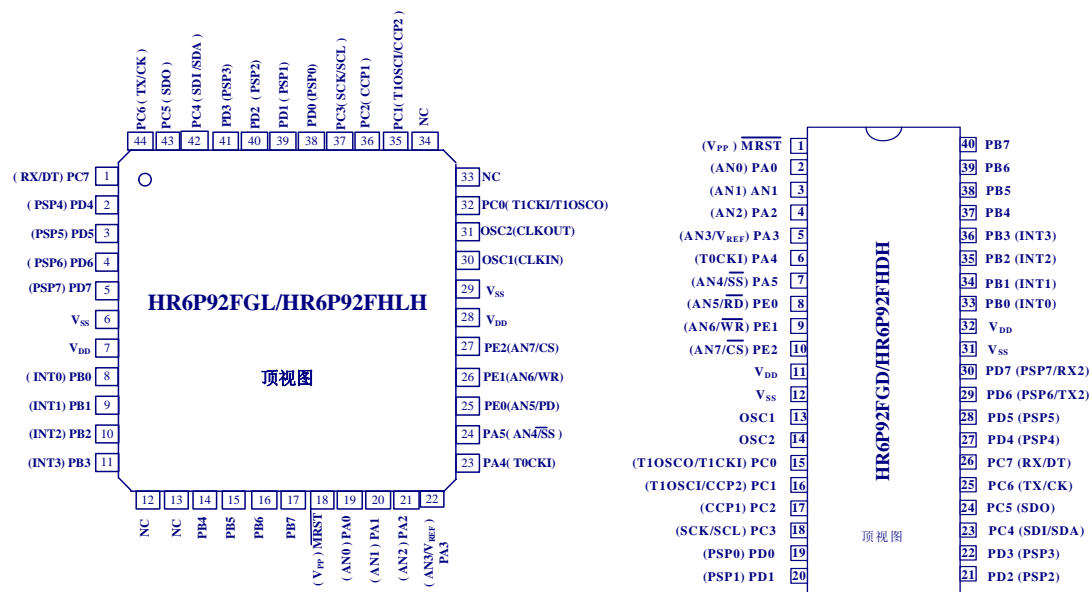 PC6 ( TX/CK )
PC5 ( SDO )
PC4 ( SDI /SDA)
PD3 (PSP3)
PD2 ( PSP2)
PD1 ( PSP1)
PD0 (PSP0)
PC3( SCK/SCL)
PC2( CCP1)
PC1( T1OSCI/CCP2)
NC
44 43 42 41 40 39 38 37 36 35 34
( RX/DT) PC7 1
( PSP4) PD4 2
(PSP5) PD5 3
( PSP6) PD6 4
(PSP7) PD7 5
VSS 6
VDD 7
( INT0) PB0 8
(INT1) PB1 9
(INT2) PB2 10
(INT3) PB3 11
HR6P92FGL/HR6P92FHLH
顶视图
33 NC
32 PC0( T1CKI/T1OSCO)
31 OSC2(CLKOUT)
30 OSC1(CLKIN)
29 VSS
28 VDD
27 PE2(AN7/CS)
26 PE1(AN6/WR)
25 PE0(AN5/PD)
24 PA5( AN4/SS )
23 PA4( T0CKI)
12 13 14 15 16 17 18 19 20 21 22
NC
NC
PB4
PB5
PB6
PB7
( VPP ) MRST
( AN0 ) PA0
( AN1 ) PA1
( AN2 ) PA2
( AN3/VREF )
PA3
(VPP ) MRST 1
(AN0) PA0 2
(AN1) AN1 3
(AN2) PA2 4
(AN3/VREF) PA3 5
(T0CKI) PA4 6
(AN4/SS) PA5 7
(AN5/RD) PE0 8
(AN6/WR) PE1 9
(AN7/CS) PE2 10
VDD 11
VSS 12
OSC1 13
OSC2 14
(T1OSCO/T1CKI) PC0 15
(T1OSCI/CCP2) PC1 16
(CCP1) PC2 17
(SCK/SCL) PC3 18
(PSP0) PD0 19
(PSP1) PD1 20
HR6P92FGD/HR6P92FHDH
顶视图
40 PB7
39 PB6
38 PB5
37 PB4
36 PB3 (INT3)
35 PB2 (INT2)
34 PB1 (INT1)
33 PB0 (INT0)
32 VDD
31 VSS
30 PD7 (PSP7/RX2)
29 PD6 (PSP6/TX2)
28 PD5 (PSP5)
27 PD4 (PSP4)
26 PC7 (RX/DT)
25 PC6 (TX/CK)
24 PC5 (SDO)
23 PC4 (SDI/SDA)
22 PD3 (PSP3)
21 PD2 (PSP2)